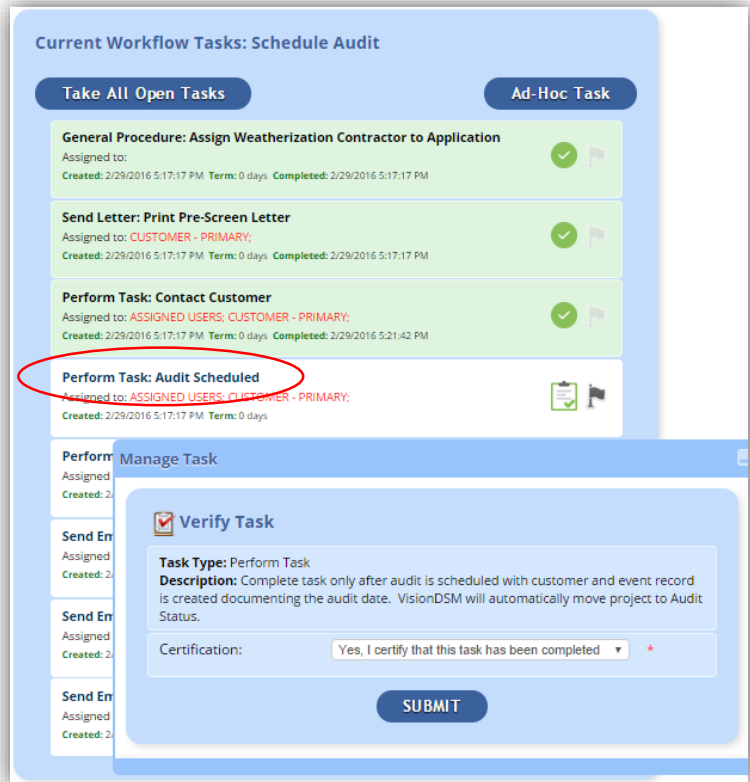 Current Workflow Tasks: Schedule Audit
Take All Open Tasks
Ad-Hoc Task
General Procedure: Assign Weatherization Contractor to Application
Assigned to:
Created: 2/29/2016 5:17:17 PM Term: 0 days Completed: 2/29/2016 5:17:17 PM
Send Letter: Print Pre-Screen Letter
Assigned to: CUSTOMER - PRIMARY;
Created: 2/29/2016 5:17:17 PM Term: 0 days Completed: 2/29/2016 5:17:17 PM
Perform Task: Contact Customer
Assigned to: ASSIGNED USERS; CUSTOMER - PRIMARY;
Created: 2/29/2016 5:17:17 PM Term: 0 days Completed: 2/29/2016 5:21:42 PM
Perform Task: Audit Scheduled
Assigned to: ASSIGNED USERS; CUSTOMER - PRIMARY;
Created: 2/29/2016 5:17:17 PM Term: 0 days
Perform
Assigned
Created: 2/
Send Em
Assigned
Created: 2/
Send Em
Assigned
Created: 2/
Send Em
Assigned
Created: 2/
Manage Task
Verify Task
Task Type: Perform Task
Description: Complete task only after audit is scheduled with customer and event record
is created documenting the audit date. VisionDSM will automatically move project to Audit
Status.
Certification:
Yes, I certify that this task has been completed
*
SUBMIT